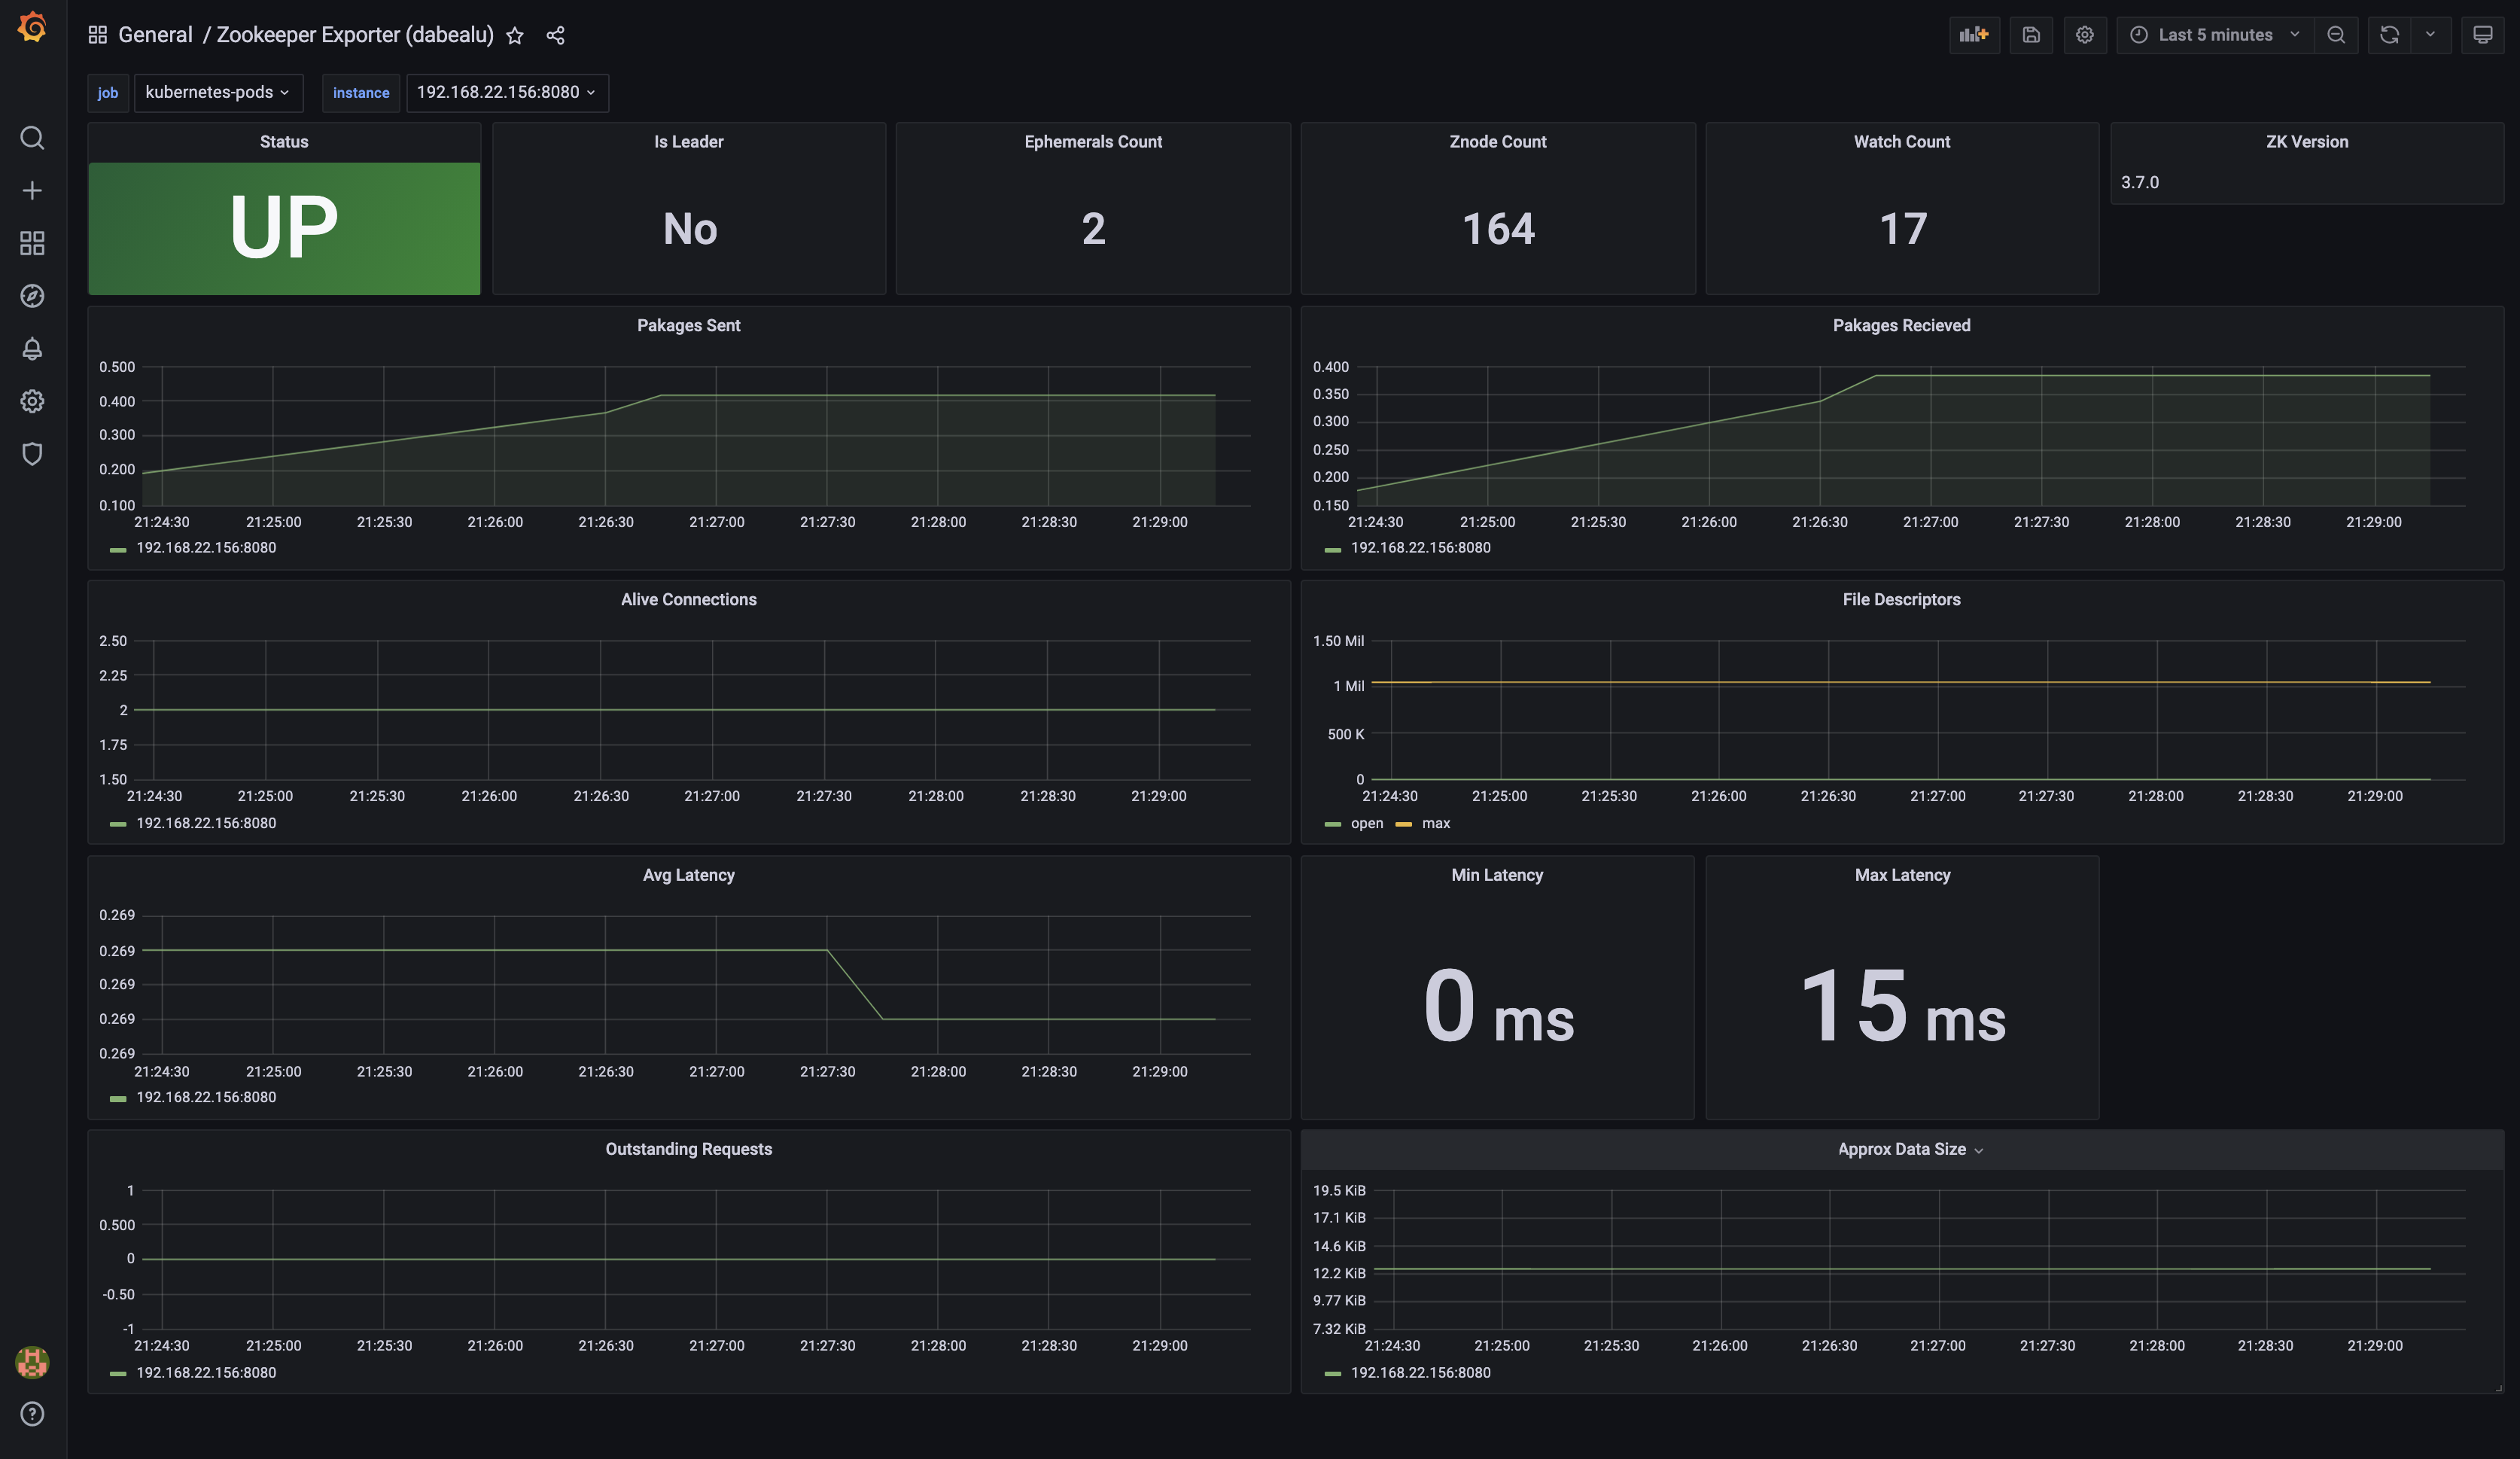 General / Zookeeper Exporter (dabealu)
Last 5 minutes
job kubernetes-pods instance 192.168.22.156:8080
Status
UP
Is Leader
No
Ephemerals Count
2
Znode Count
164
Watch Count
17
ZK Version
3.7.0
Pakages Sent
0.500
0.400
0.300
0.200
0.100
21:24:30 21:25:00 21:25:30 21:26:00 21:26:30 21:27:00 21:27:30 21:28:00 21:28:30 21:29:00
192.168.22.156:8080
Pakages Recieved
0.400
0.350
0.300
0.250
0.200
0.150
21:24:30 21:25:00 21:25:30 21:26:00 21:26:30 21:27:00 21:27:30 21:28:00 21:28:30 21:29:00
192.168.22.156:8080
Alive Connections
2.50
2.25
2
1.75
1.50
21:24:30 21:25:00 21:25:30 21:26:00 21:26:30 21:27:00 21:27:30 21:28:00 21:28:30 21:29:00
192.168.22.156:8080
File Descriptors
1.50 Mil
1 Mil
500 K
0
21:24:30 21:25:00 21:25:30 21:26:00 21:26:30 21:27:00 21:27:30 21:28:00 21:28:30 21:29:00
open max
Avg Latency
0.269
0.269
0.269
0.269
0.269
21:24:30 21:25:00 21:25:30 21:26:00 21:26:30 21:27:00 21:27:30 21:28:00 21:28:30 21:29:00
192.168.22.156:8080
Min Latency
0 ms
Max Latency
15 ms
Outstanding Requests
1
0.500
0
-0.50
-1
21:24:30 21:25:00 21:25:30 21:26:00 21:26:30 21:27:00 21:27:30 21:28:00 21:28:30 21:29:00
192.168.22.156:8080
Approx Data Size
19.5 KiB
17.1 KiB
14.6 KiB
12.2 KiB
9.77 KiB
7.32 KiB
21:24:30 21:25:00 21:25:30 21:26:00 21:26:30 21:27:00 21:27:30 21:28:00 21:28:30 21:29:00
192.168.22.156:8080